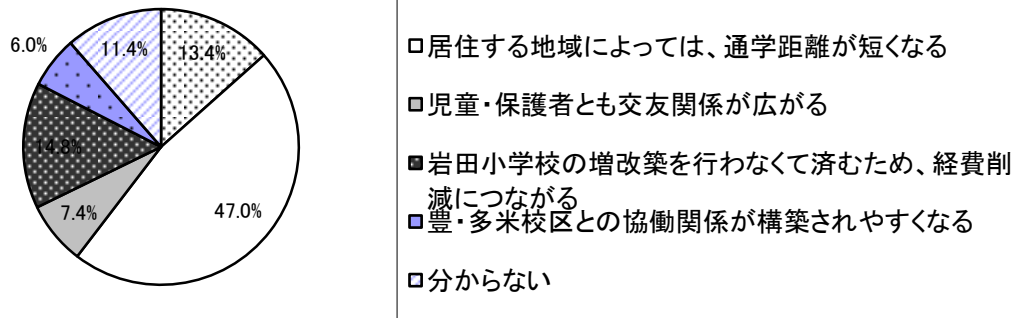 6.0%
11.4%
13.4%
14.8%
7.4%
47.0%
居住する地域によっては、通学距離が短くなる
児童・保護者とも交友関係が広がる
岩田小学校の増改築を行わなくて済むため、経費削
減につながる
豊・多米校区との協働関係が構築されやすくなる
分からない